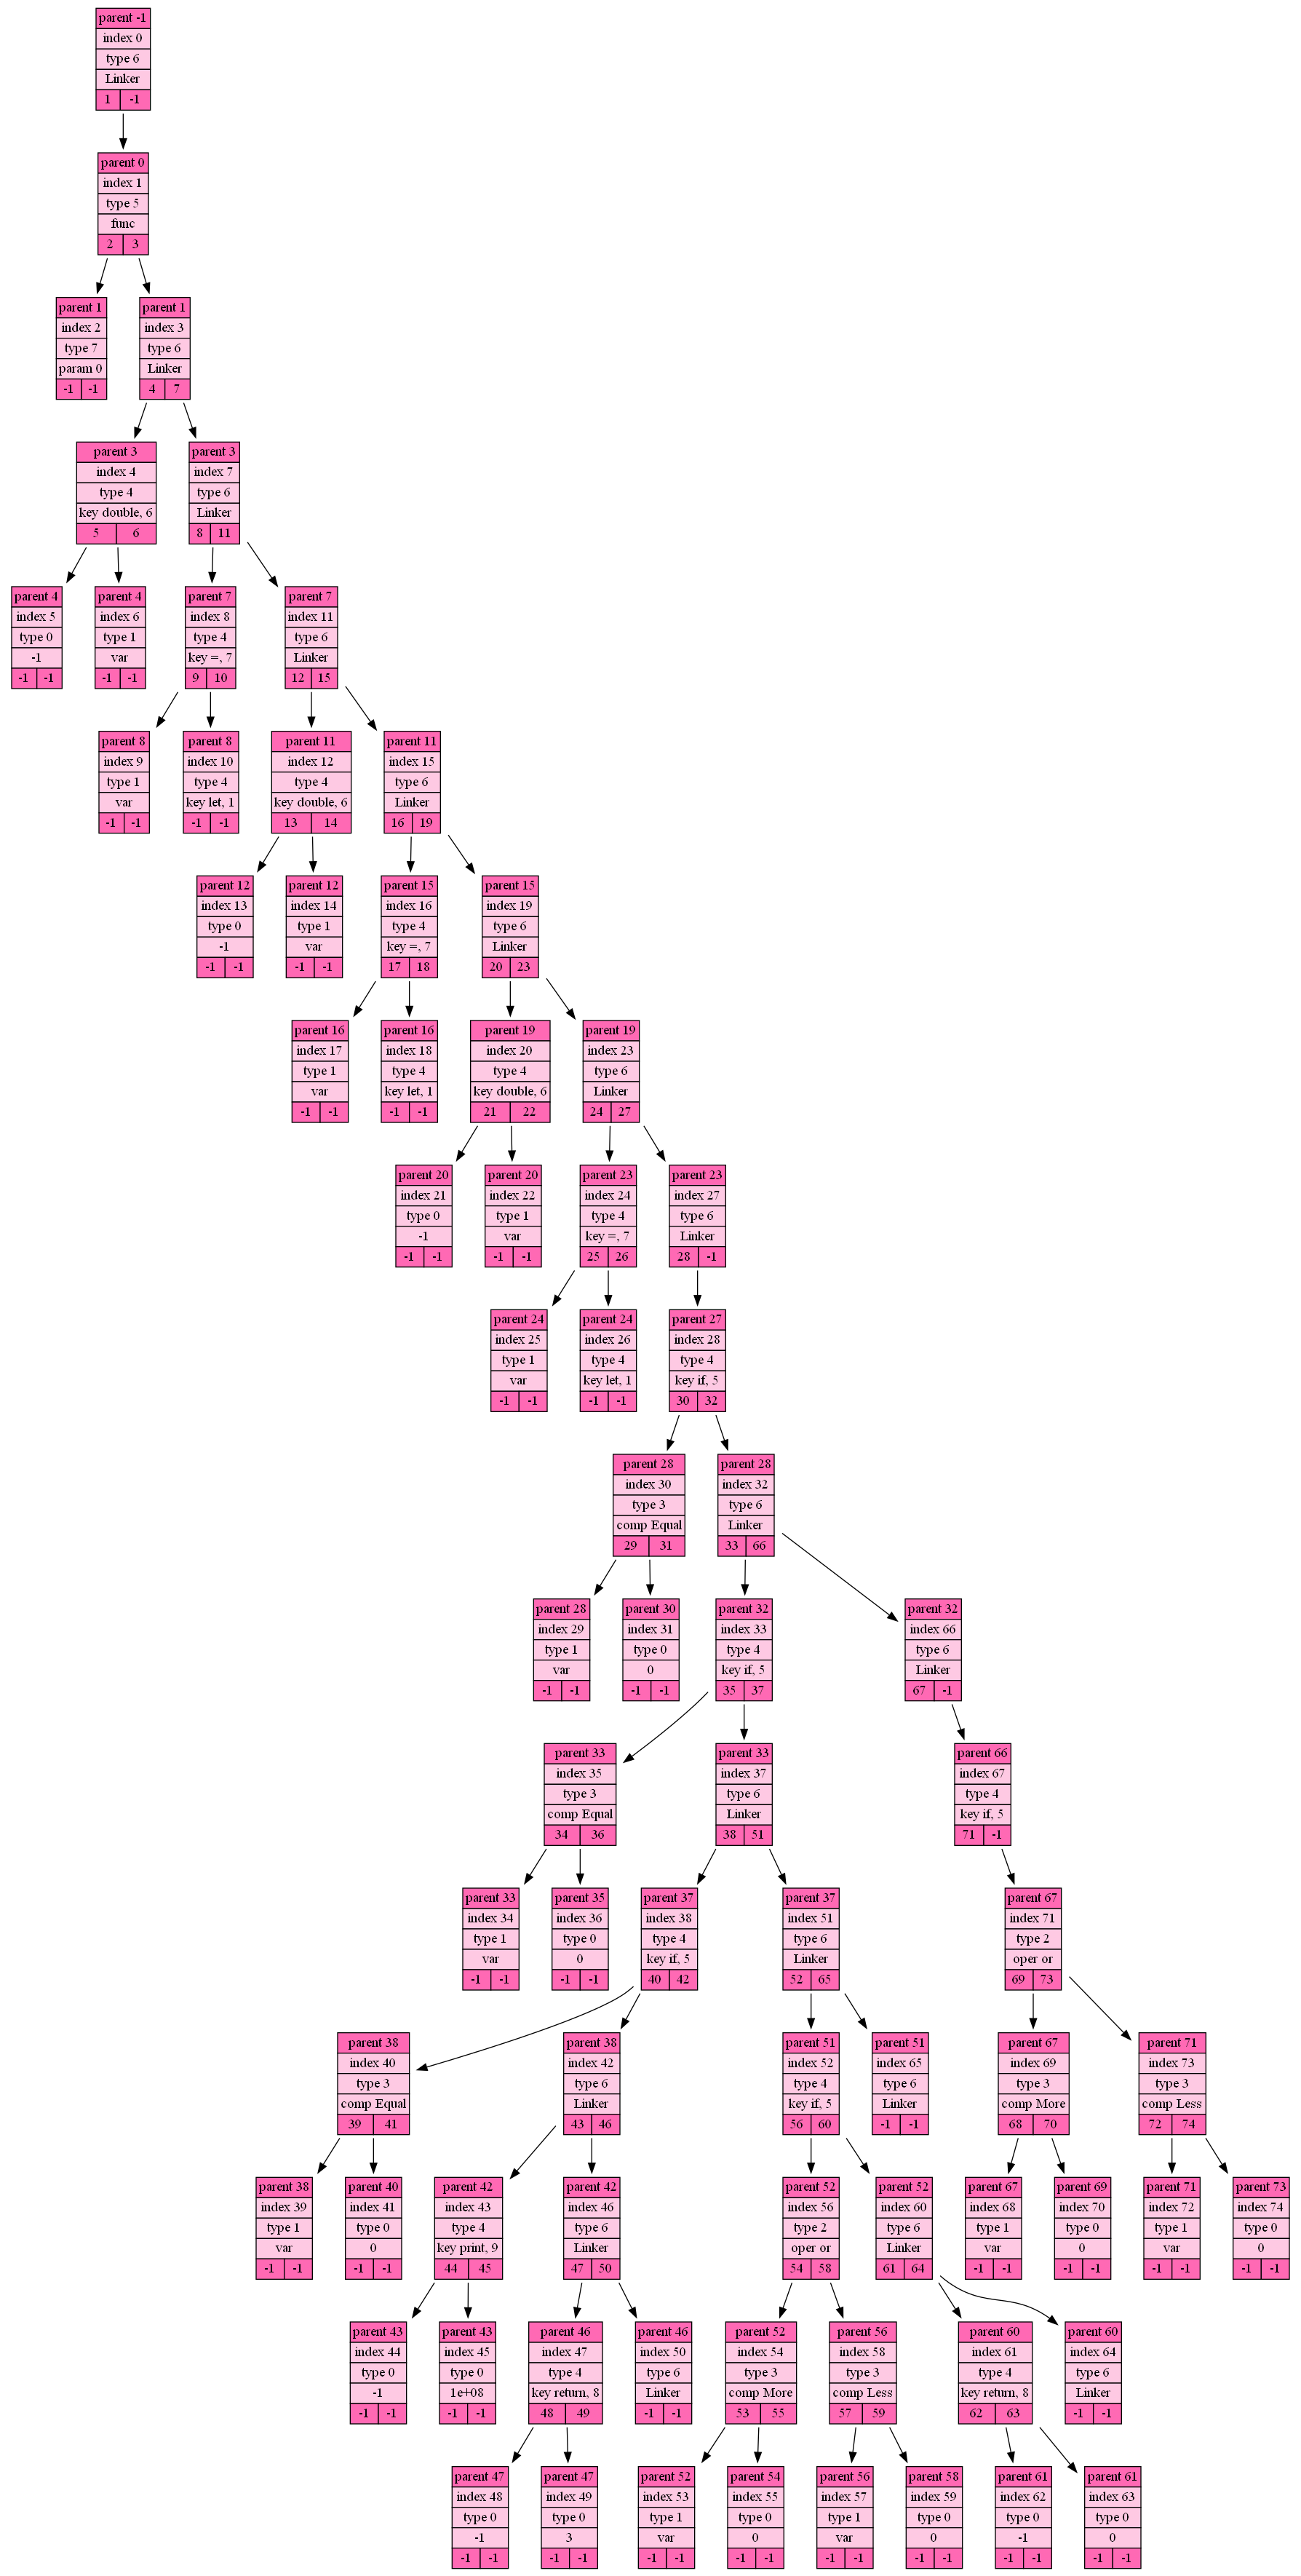 parent -1
index 0
type 6
Linker
1 -1
parent 0
index 1
type 5
func
2 3
parent 1
index 2
type 7
param 0
-1 -1
parent 1
index 3
type 6
Linker
4 7
parent 3
index 4
type 4
key double, 6
5 6
parent 3
index 7
type 6
Linker
8 11
parent 4
index 5
type 0
-1
-1 -1
parent 4
index 6
type 1
var
-1 -1
parent 7
index 8
type 4
key =, 7
9 10
parent 7
index 11
type 6
Linker
12 15
parent 8
index 9
type 1
var
-1 -1
parent 8
index 10
type 4
key let, 1
-1 -1
parent 11
index 12
type 4
key double, 6
13 14
parent 11
index 15
type 6
Linker
16 19
parent 12
index 13
type 0
-1
-1 -1
parent 12
index 14
type 1
var
-1 -1
parent 15
index 16
type 4
key =, 7
17 18
parent 15
index 19
type 6
Linker
20 23
parent 16
index 17
type 1
var
-1 -1
parent 16
index 18
type 4
key let, 1
-1 -1
parent 19
index 20
type 4
key double, 6
21 22
parent 19
index 23
type 6
Linker
24 27
parent 20
index 21
type 0
-1
-1 -1
parent 20
index 22
type 1
var
-1 -1
parent 23
index 24
type 4
key =, 7
25 26
parent 23
index 27
type 6
Linker
28 -1
parent 24
index 25
type 1
var
-1 -1
parent 24
index 26
type 4
key let, 1
-1 -1
parent 27
index 28
type 4
key if, 5
30 32
parent 28
index 30
type 3
comp Equal
29 31
parent 28
index 32
type 6
Linker
33 66
parent 28
index 29
type 1
var
-1 -1
parent 30
index 31
type 0
0
-1 -1
parent 32
index 33
type 4
key if, 5
35 37
parent 32
index 66
type 6
Linker
67 -1
parent 33
index 35
type 3
comp Equal
34 36
parent 33
index 37
type 6
Linker
38 51
parent 66
index 67
type 4
key if, 5
71 -1
parent 33
index 34
type 1
var
-1 -1
parent 35
index 36
type 0
0
-1 -1
parent 37
index 38
type 4
key if, 5
40 42
parent 37
index 51
type 6
Linker
52 65
parent 67
index 71
type 2
oper or
69 73
parent 38
index 40
type 3
comp Equal
39 41
parent 38
index 42
type 6
Linker
43 46
parent 51
index 52
type 4
key if, 5
56 60
parent 51
index 65
type 6
Linker
-1 -1
parent 67
index 69
type 3
comp More
68 70
parent 71
index 73
type 3
comp Less
72 74
parent 38
index 39
type 1
var
-1 -1
parent 40
index 41
type 0
0
-1 -1
parent 42
index 43
type 4
key print, 9
44 45
parent 42
index 46
type 6
Linker
47 50
parent 52
index 56
type 2
oper or
54 58
parent 52
index 60
type 6
Linker
61 64
parent 67
index 68
type 1
var
-1 -1
parent 69
index 70
type 0
0
-1 -1
parent 71
index 72
type 1
var
-1 -1
parent 73
index 74
type 0
0
-1 -1
parent 43
index 44
type 0
-1
-1 -1
parent 43
index 45
type 0
1e+08
-1 -1
parent 46
index 47
type 4
key return, 8
48 49
parent 46
index 50
type 6
Linker
-1 -1
parent 52
index 54
type 3
comp More
53 55
parent 56
index 58
type 3
comp Less
57 59
parent 60
index 61
type 4
key return, 8
62 63
parent 60
index 64
type 6
Linker
-1 -1
parent 47
index 48
type 0
-1
-1 -1
parent 47
index 49
type 0
3
-1 -1
parent 52
index 53
type 1
var
-1 -1
parent 54
index 55
type 0
0
-1 -1
parent 56
index 57
type 1
var
-1 -1
parent 58
index 59
type 0
0
-1 -1
parent 61
index 62
type 0
-1
-1 -1
parent 61
index 63
type 0
0
-1 -1